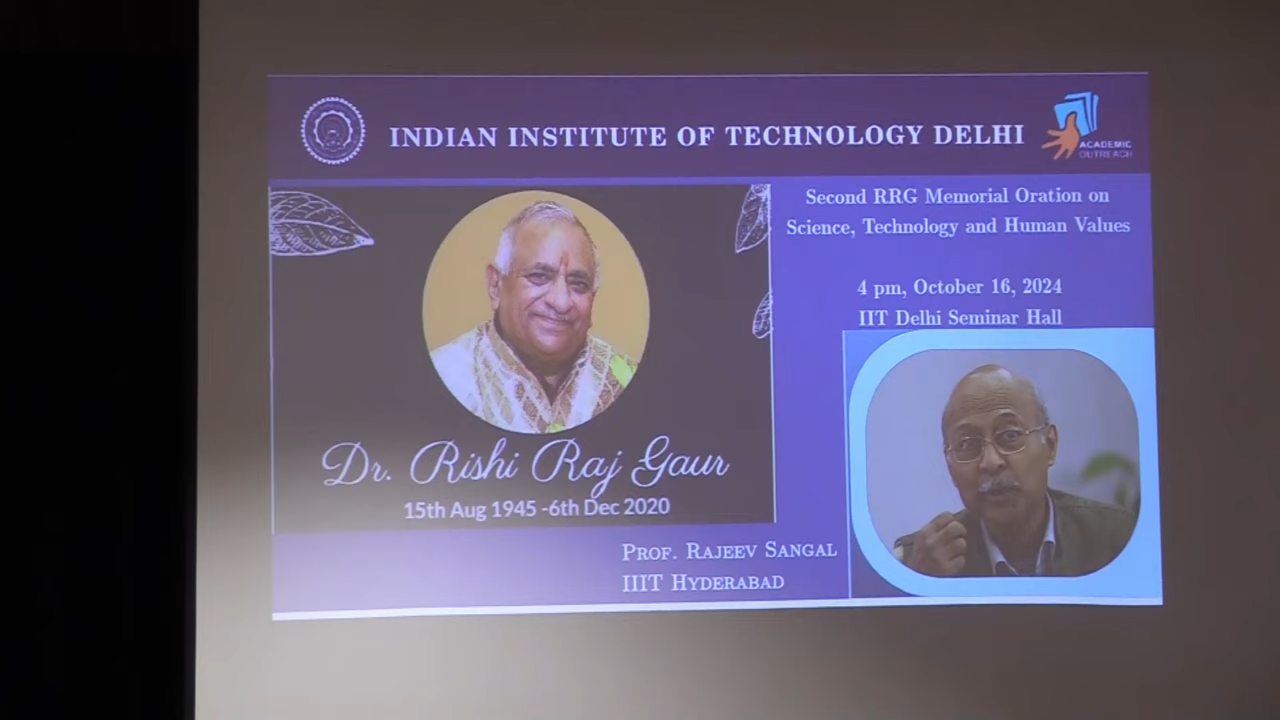 INDIAN INSTITUTE OF TECHNOLOGY DELHI
ACADEMIC
OUTREACH
Second RRG Memorial Oration on
Science, Technology and Human Values
4 pm, October 16, 2024
IIT Delhi Seminar Hall
Dr. Rishi Raj Gaur
15th Aug 1945 -6th Dec 2020
PROF. RAJEEV SANGAL
IIIT HYDERABAD